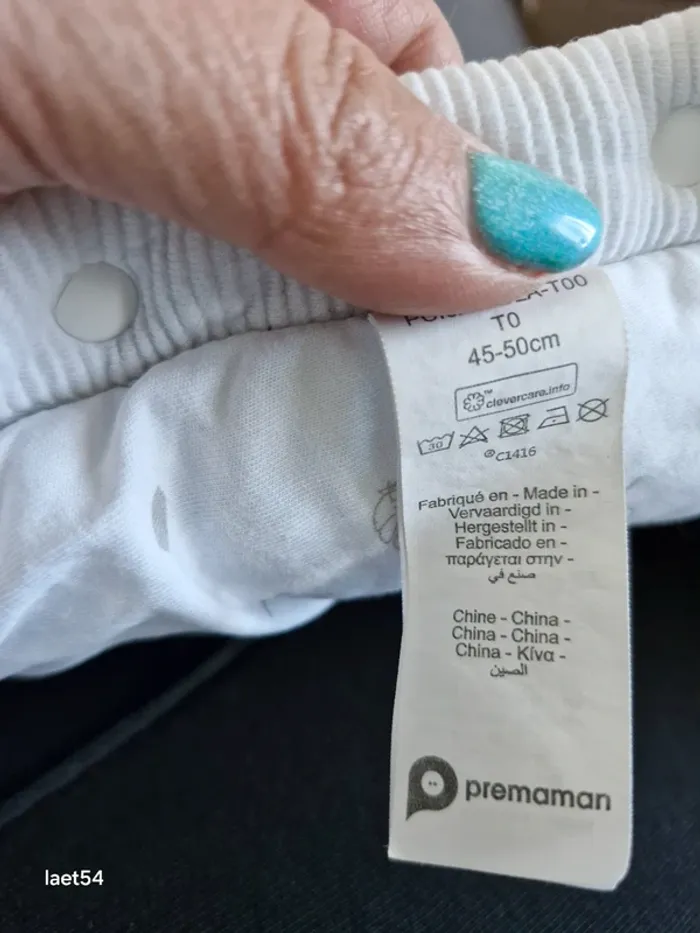 T0
45-50cm
clevercare.info
30
®C1416
Fabriqué en - Made in -
Vervaardigd in -
Hergestellt in -
Fabricado en -
παράγεται στην -
صنع في
Chine - China -
China - China -
China - Κίνα -
الصين
premaman
laet54